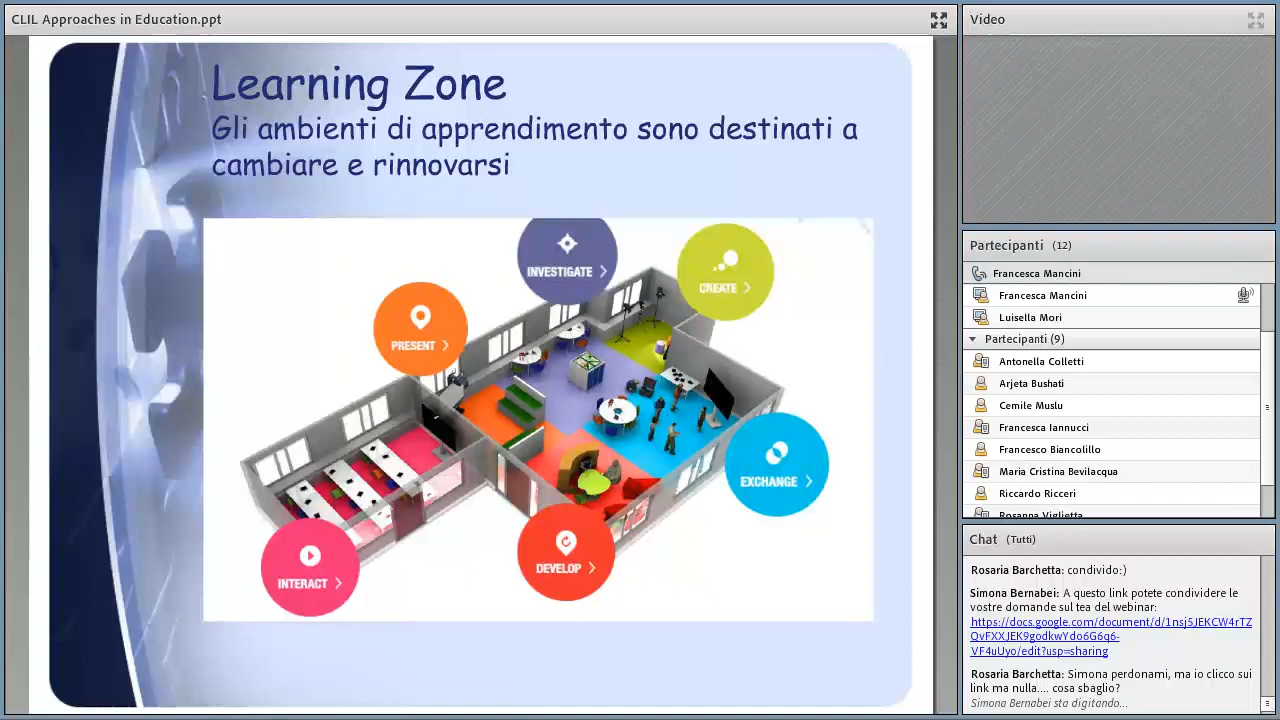 CLIL Approaches in Education.ppt
Learning Zone
Gli ambienti di apprendimento sono destinati a
cambiare e rinnovarsi
INVESTIGATE
CREATE
PRESENT
EXCHANGE
DEVELOP
INTERACT
Video
Partecipanti (12)
Francesca Mancini
Francesca Mancini
Luisella Mori
Partecipanti (9)
Antonella Colletti
Arjeta Bushati
Cemile Muslu
Francesca Iannucci
Francesco Biancolillo
Maria Cristina Bevilacqua
Riccardo Ricceri
Rosanna Viglietta
Chat (Tutti)
Rosaria Barchetta: condivido:)
Simona Bernabei: A questo link potete condividere le
vostre domande sul tea del webinar:
https://docs.google.com/document/d/1nsj5JEKCW4rTZ
QvFXXJEK9godkwYdo6G6q6-
VF4uUyo/edit?usp=sharing
Rosaria Barchetta: Simona perdonami, ma io clicco sui
link ma nulla.... cosa sbaglio?
Simona Bernabei sta digitando...